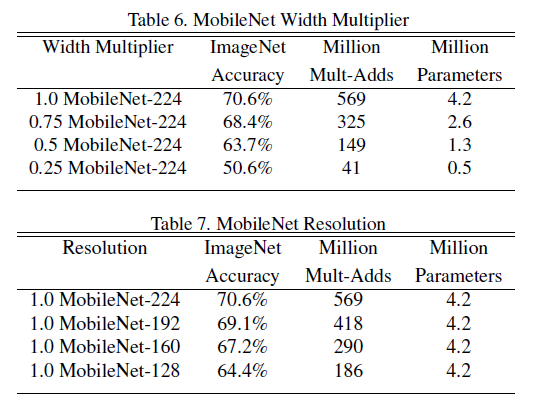 Table 6. MobileNet Width Multiplier
Width Multiplier ImageNet Million Million
Accuracy Mult-Adds Parameters
1.0 MobileNet-224 70.6% 569 4.2
0.75 MobileNet-224 68.4% 325 2.6
0.5 MobileNet-224 63.7% 149 1.3
0.25 MobileNet-224 50.6% 41 0.5
Table 7. MobileNet Resolution
Resolution ImageNet Million Million
Accuracy Mult-Adds Parameters
1.0 MobileNet-224 70.6% 569 4.2
1.0 MobileNet-192 69.1% 418 4.2
1.0 MobileNet-160 67.2% 290 4.2
1.0 MobileNet-128 64.4% 186 4.2